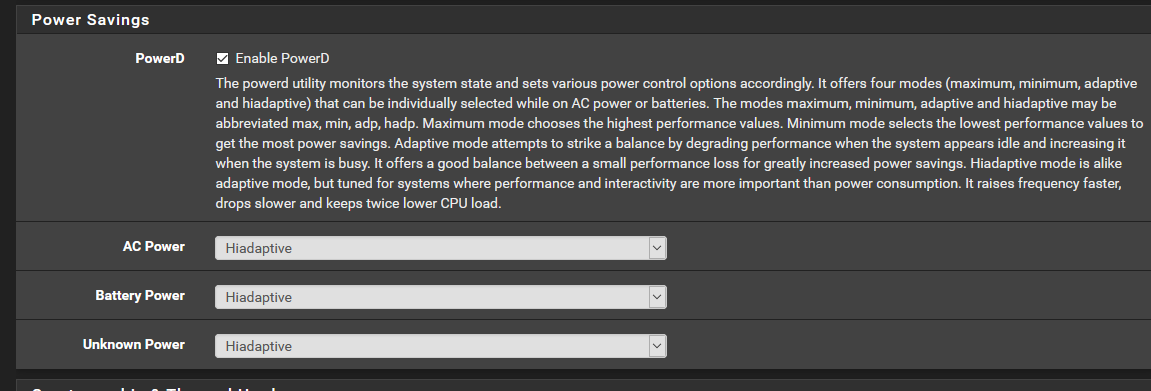 Power Savings
PowerD
Enable PowerD
The powerd utility monitors the system state and sets various power control options accordingly. It offers four modes (maximum, minimum, adaptive
and hiadaptive) that can be individually selected while on AC power or batteries. The modes maximum, minimum, adaptive and hiadaptive may be
abbreviated max, min, adp, hadp. Maximum mode chooses the highest performance values. Minimum mode selects the lowest performance values to
get the most power savings. Adaptive mode attempts to strike a balance by degrading performance when the system appears idle and increasing it
when the system is busy. It offers a good balance between a small performance loss for greatly increased power savings. Hiadaptive mode is alike
adaptive mode, but tuned for systems where performance and interactivity are more important than power consumption. It raises frequency faster,
drops slower and keeps twice lower CPU load.
AC Power
Hiadaptive
Battery Power
Hiadaptive
Unknown Power
Hiadaptive